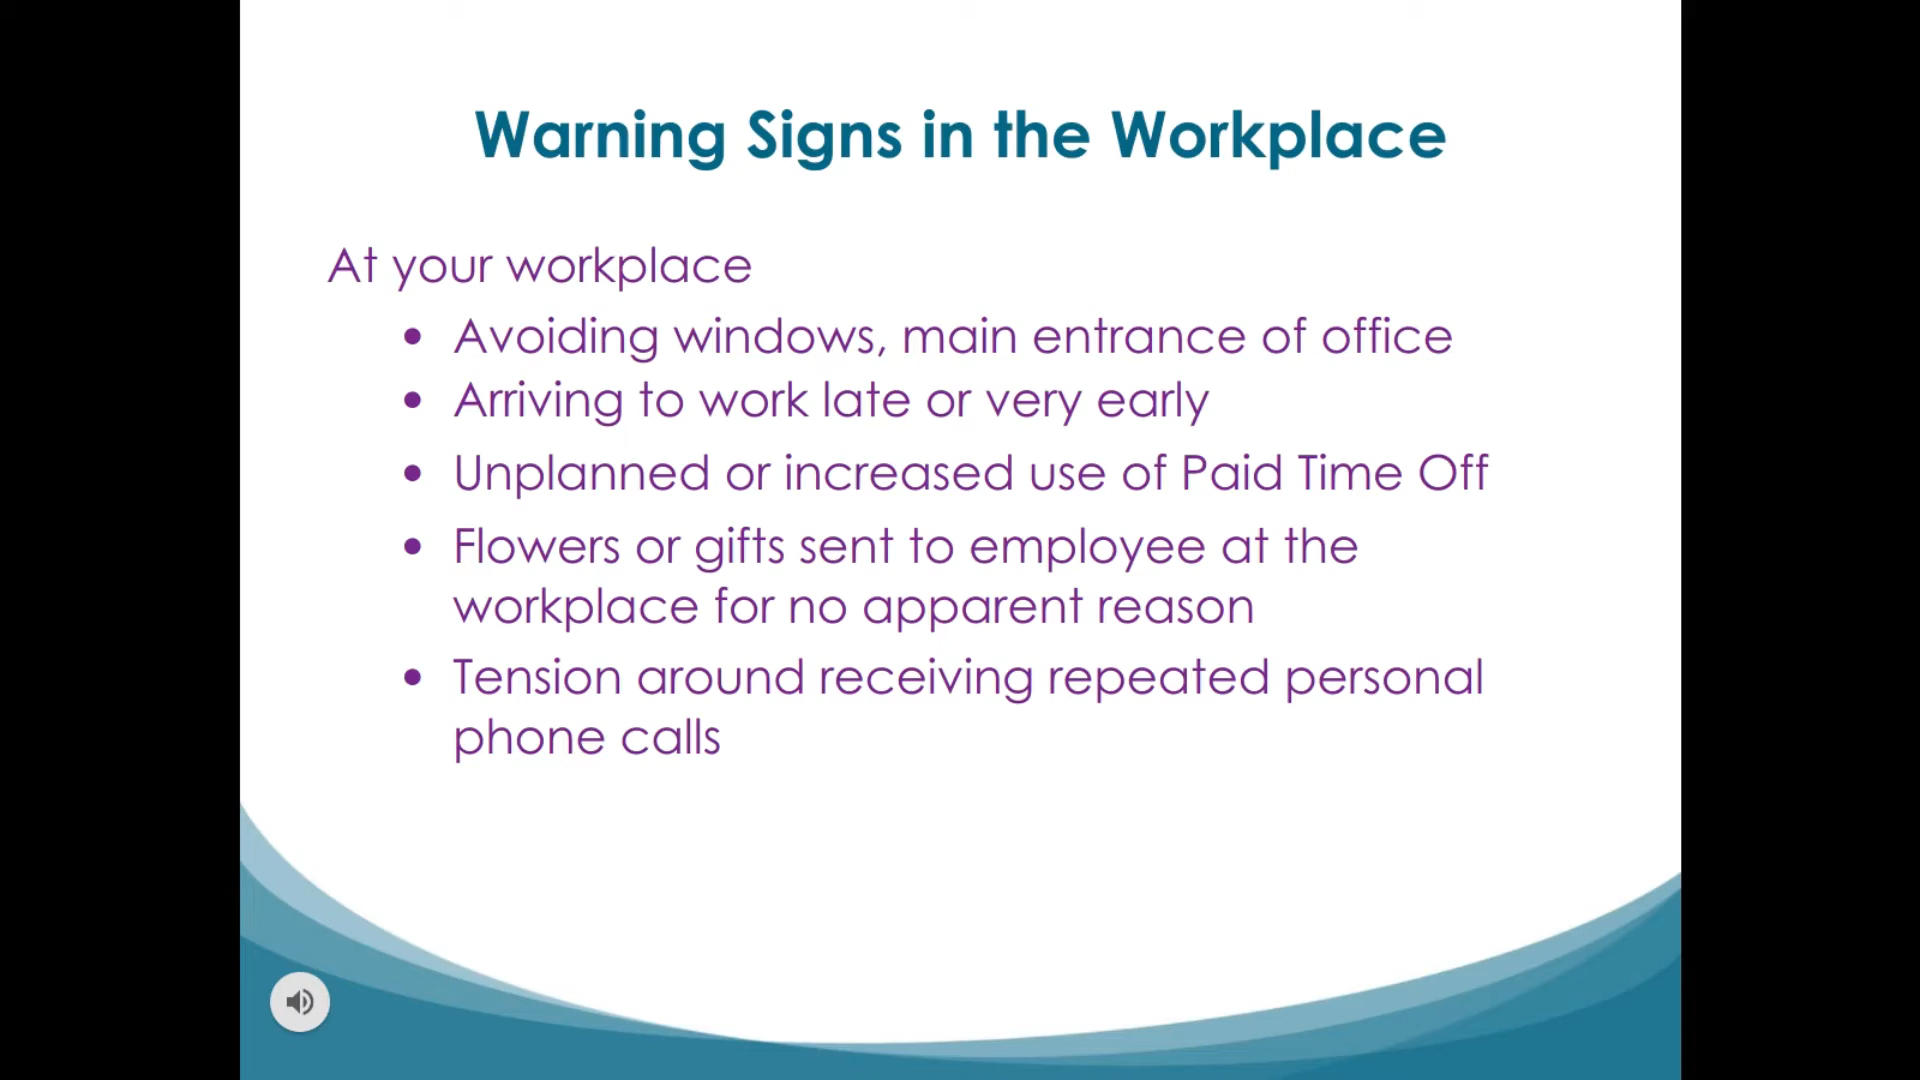 Warning Signs in the Workplace
At your workplace
• Avoiding windows, main entrance of office
• Arriving to work late or very early
• Unplanned or increased use of Paid Time Off
• Flowers or gifts sent to employee at the
workplace for no apparent reason
• Tension around receiving repeated personal
phone calls